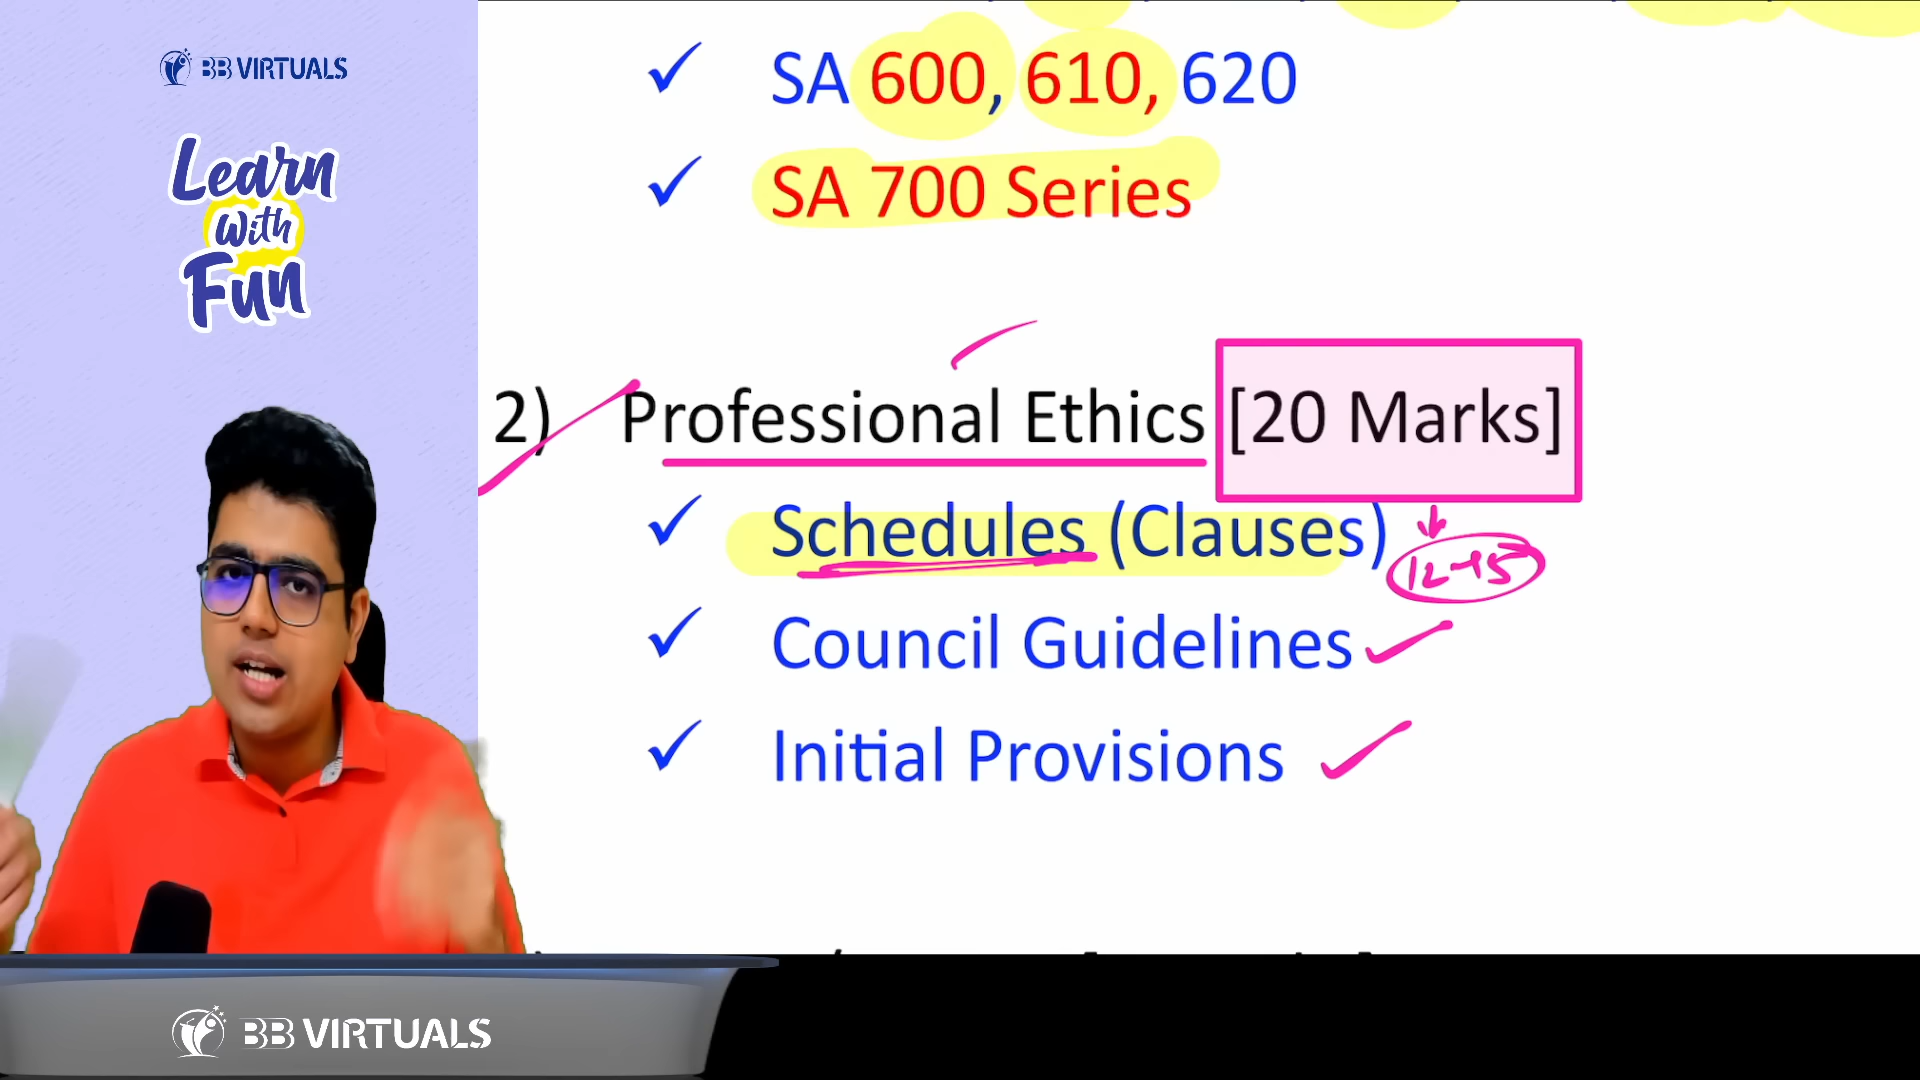 BB VIRTUALS
Learn
With
Fun
✓ SA 600, 610, 620
✓ SA 700 Series
2) Professional Ethics [20 Marks]
✓ Schedules (Clauses)
12-15
✓ Council Guidelines
✓ Initial Provisions
BB VIRTUALS